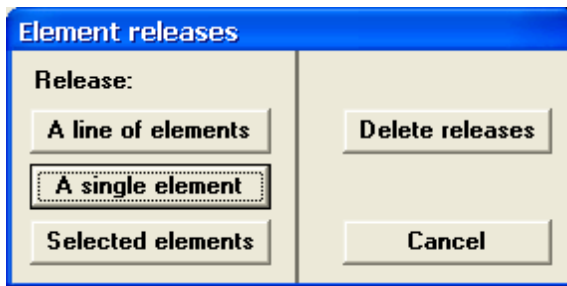 Element releases
Release:
A line of elements
A single element
Selected elements
Delete releases
Cancel